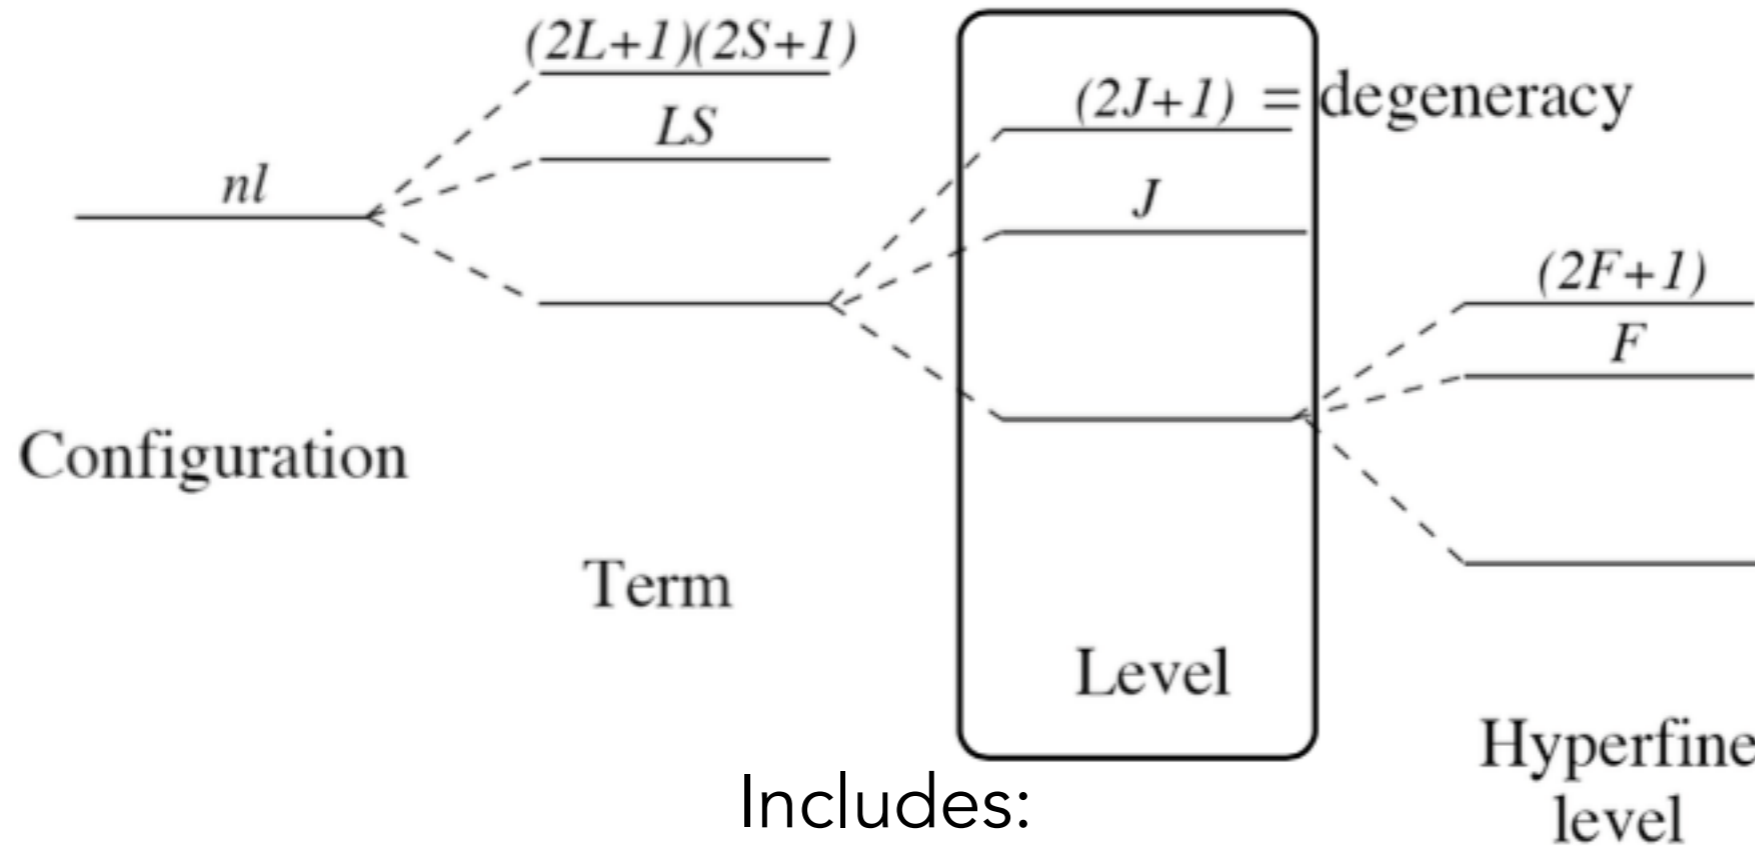 (2L+1)(2S+1)
(2J+1) = degeneracy
LS
nl
J
(2F+1)
F
Configuration
Term
Level
Hyperfine
level
Includes: